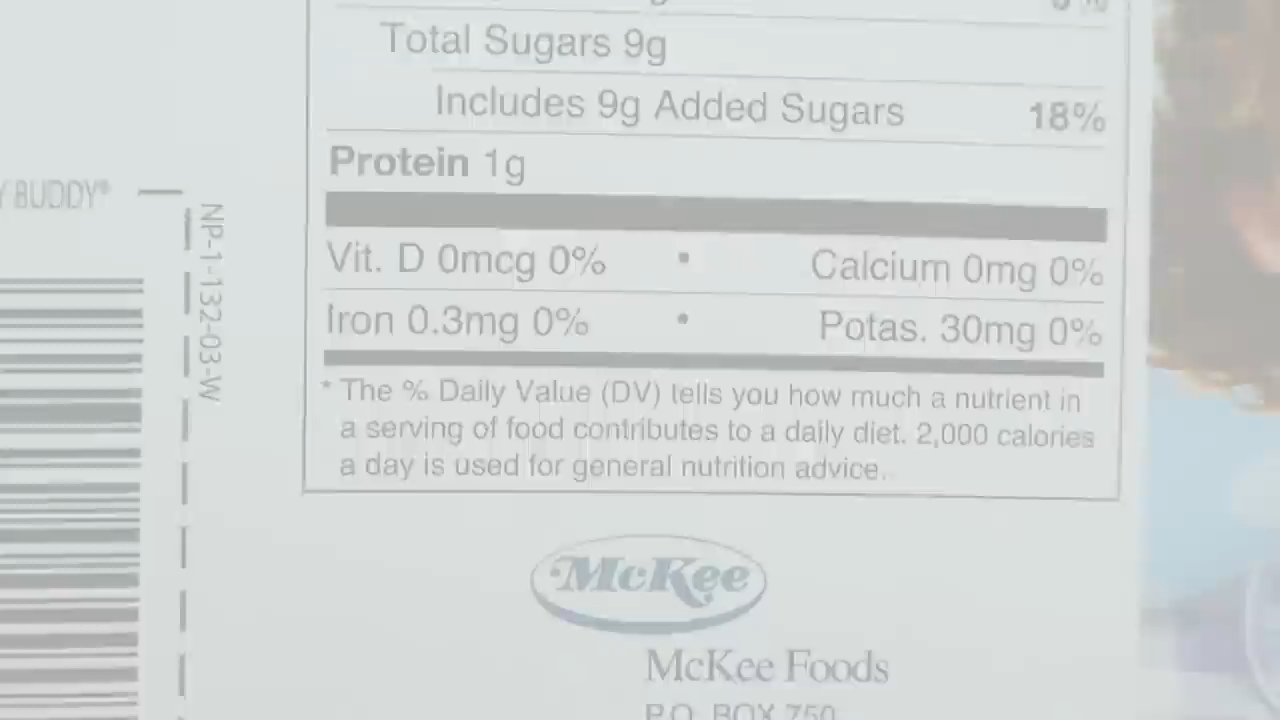 Total Sugars 9g
Includes 9g Added Sugars 18%
Protein 1g
Y BUDDY®
NP-1-132-03-W
Vit. D 0mcg 0% • Calcium 0mg 0%
Iron 0.3mg 0% • Potas. 30mg 0%
* The % Daily Value (DV) tells you how much a nutrient in
a serving of food contributes to a daily diet. 2,000 calories
a day is used for general nutrition advice.
McKee
McKee Foods
P.O. BOX 750